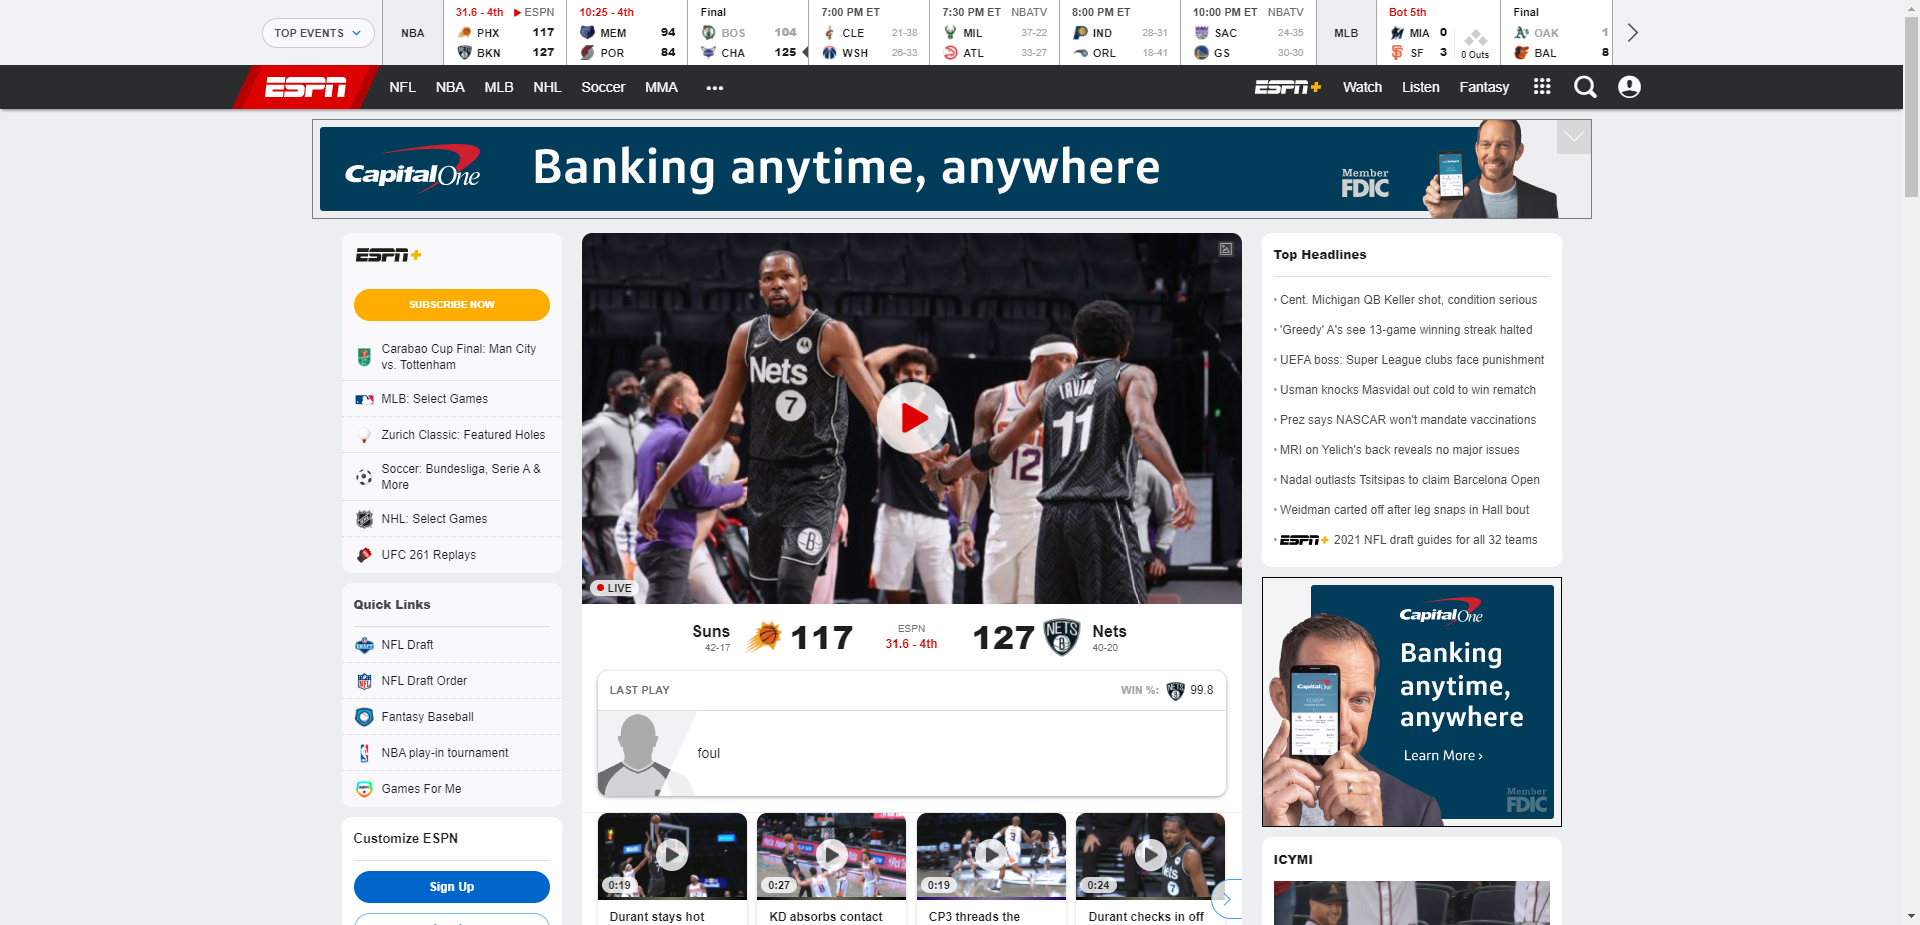 TOP EVENTS
NBA
31.6 - 4th ESPN
PHX 117
BKN 127
10:25 - 4th
MEM 94
POR 84
Final
BOS 104
CHA 125
7:00 PM ET
CLE 21-38
WSH 26-33
7:30 PM ET NBATV
MIL 37-22
ATL 33-27
8:00 PM ET
IND 28-31
ORL 18-41
10:00 PM ET NBATV
SAC 24-35
GS 30-30
MLB
Bot 5th
MIA 0
SF 3
0 Outs
Final
OAK 1
BAL 8
ESPN NFL NBA MLB NHL Soccer MMA
ESPN+ Watch Listen Fantasy
CapitalOne Banking anytime, anywhere Member FDIC
ESPN+
SUBSCRIBE NOW
Carabao Cup Final: Man City
vs. Tottenham
MLB: Select Games
Zurich Classic: Featured Holes
Soccer: Bundesliga, Serie A &
More
NHL: Select Games
UFC 261 Replays
Quick Links
NFL Draft
NFL Draft Order
Fantasy Baseball
NBA play-in tournament
Games For Me
Customize ESPN
Sign Up
Nets
7
IRVING
11
12
LIVE
Suns
42-17
117
ESPN
31.6 - 4th
127
NETS
Nets
40-20
LAST PLAY
WIN %: 99.8
foul
0:19
Durant stays hot
0:27
KD absorbs contact
0:19
CP3 threads the
0:24
Durant checks in off
Top Headlines
Cent. Michigan QB Keller shot, condition serious
'Greedy' A's see 13-game winning streak halted
UEFA boss: Super League clubs face punishment
Usman knocks Masvidal out cold to win rematch
Prez says NASCAR won't mandate vaccinations
MRI on Yelich's back reveals no major issues
Nadal outlasts Tsitsipas to claim Barcelona Open
Weidman carted off after leg snaps in Hall bout
ESPN+ 2021 NFL draft guides for all 32 teams
CapitalOne
Banking
anytime,
anywhere
Learn More ›
Member
FDIC
ICYMI